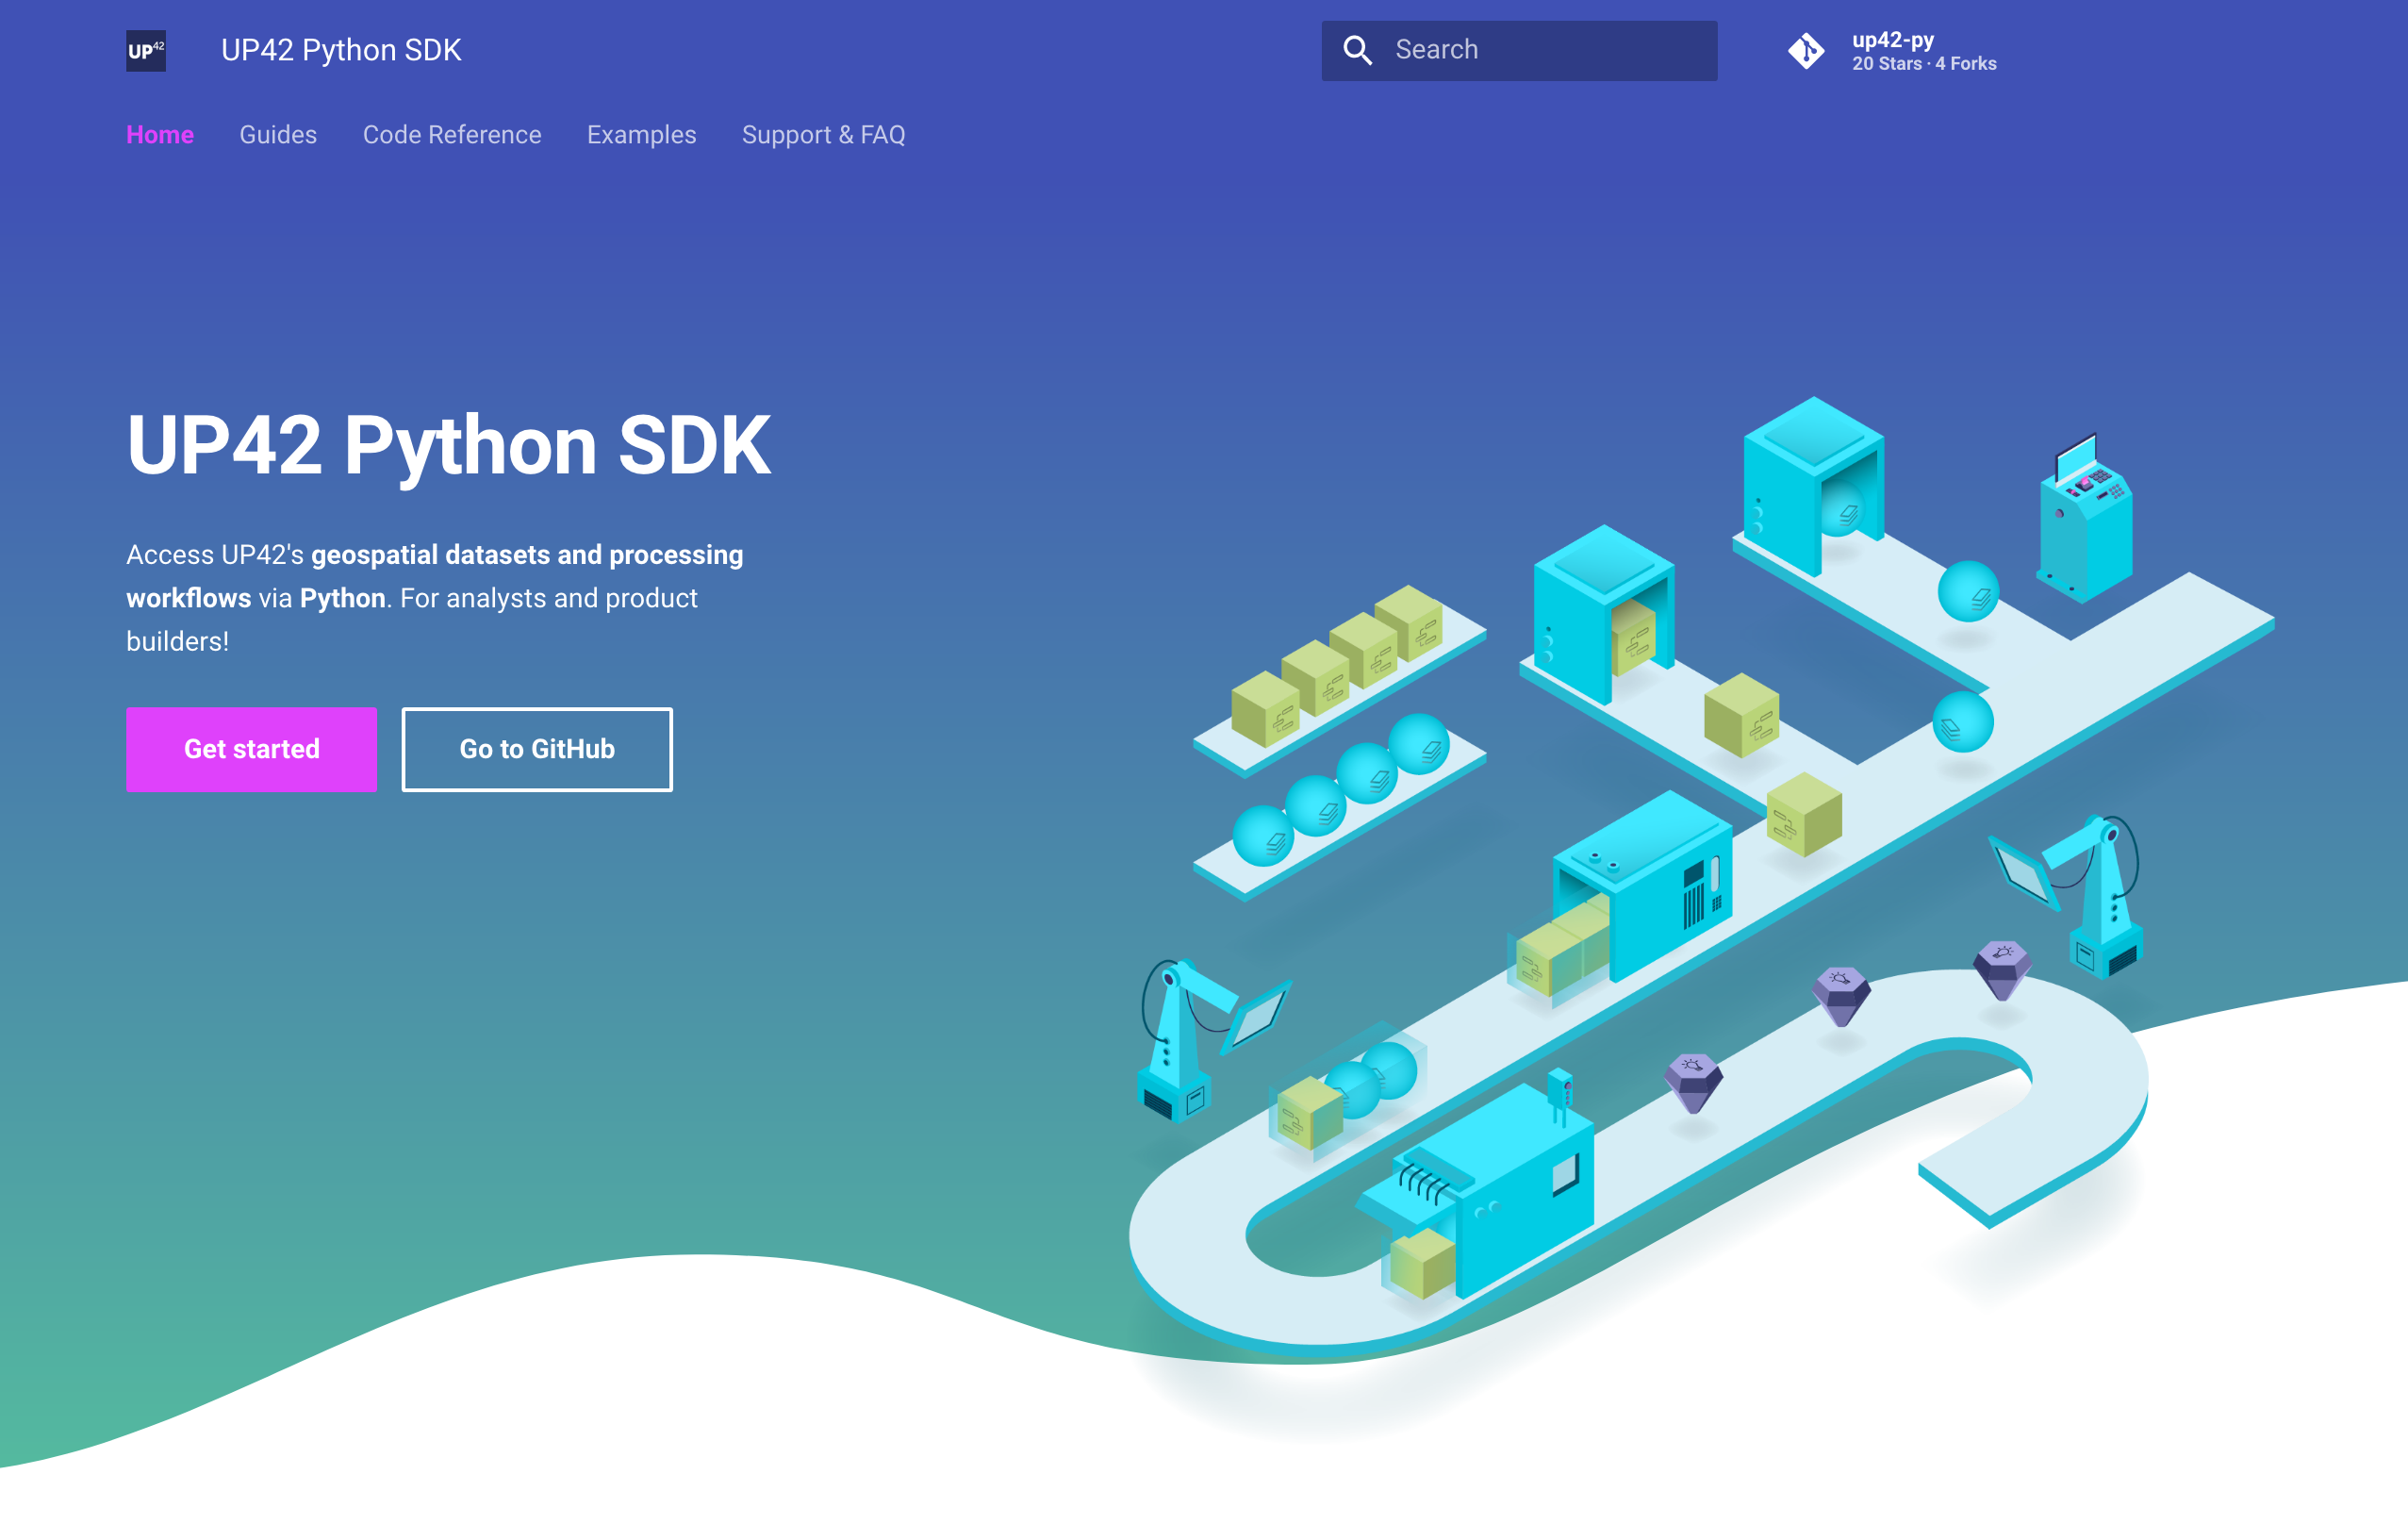 UP42
UP42 Python SDK
Search
up42-py
20 Stars · 4 Forks
Home
Guides
Code Reference
Examples
Support & FAQ
UP42 Python SDK
Access UP42's geospatial datasets and processing
workflows via Python. For analysts and product
builders!
Get started
Go to GitHub